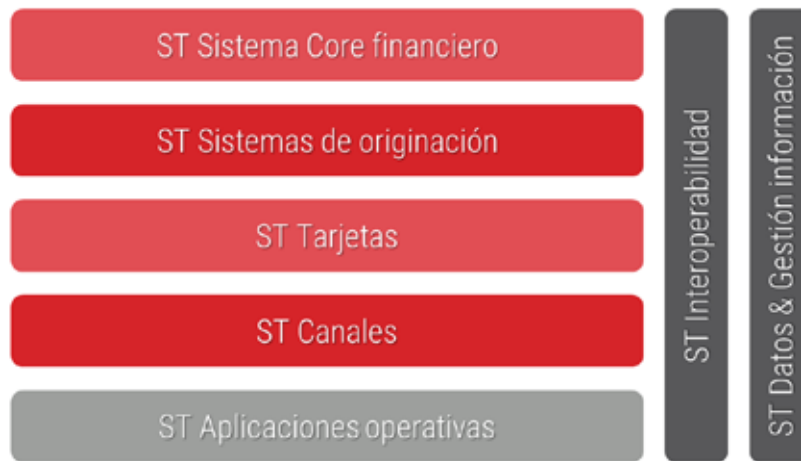 ST Sistema Core financiero
ST Sistemas de originación
ST Tarjetas
ST Canales
ST Aplicaciones operativas
ST Interoperabilidad
ST Datos & Gestión información